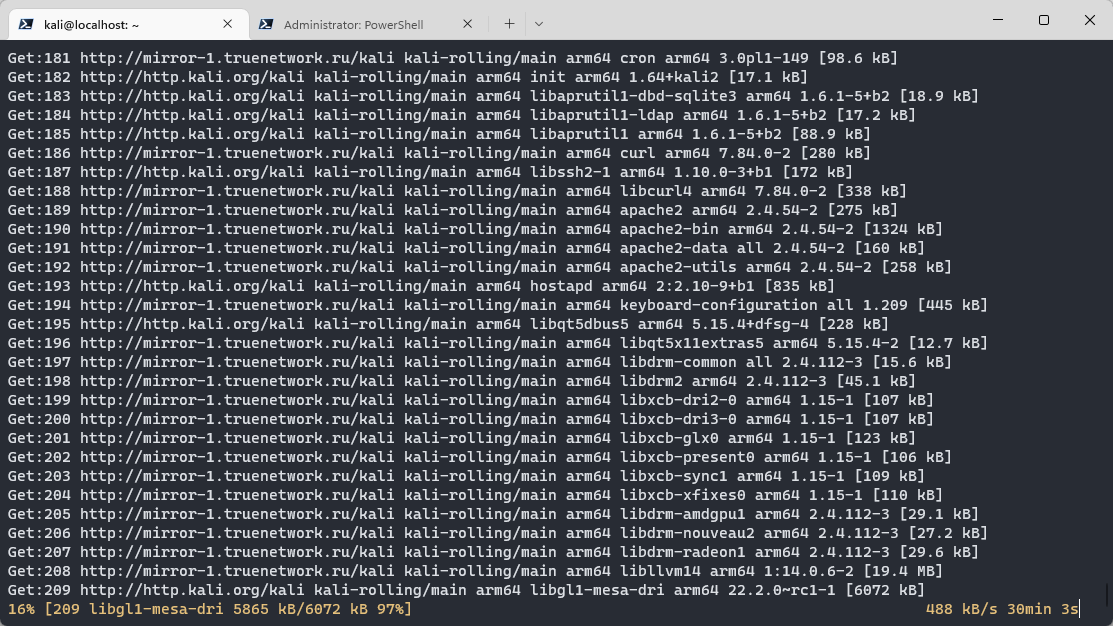 kali@localhost: ~
Administrator: PowerShell
Get:181 http://mirror-1.truenetwork.ru/kali kali-rolling/main arm64 cron arm64 3.0pl1-149 [98.6 kB]
Get:182 http://http.kali.org/kali kali-rolling/main arm64 init arm64 1.64+kali2 [17.1 kB]
Get:183 http://http.kali.org/kali kali-rolling/main arm64 libaprutil1-dbd-sqlite3 arm64 1.6.1-5+b2 [18.9 kB]
Get:184 http://http.kali.org/kali kali-rolling/main arm64 libaprutil1-ldap arm64 1.6.1-5+b2 [17.2 kB]
Get:185 http://http.kali.org/kali kali-rolling/main arm64 libaprutil1 arm64 1.6.1-5+b2 [88.9 kB]
Get:186 http://mirror-1.truenetwork.ru/kali kali-rolling/main arm64 curl arm64 7.84.0-2 [280 kB]
Get:187 http://http.kali.org/kali kali-rolling/main arm64 libssh2-1 arm64 1.10.0-3+b1 [172 kB]
Get:188 http://mirror-1.truenetwork.ru/kali kali-rolling/main arm64 libcurl4 arm64 7.84.0-2 [338 kB]
Get:189 http://mirror-1.truenetwork.ru/kali kali-rolling/main arm64 apache2 arm64 2.4.54-2 [275 kB]
Get:190 http://mirror-1.truenetwork.ru/kali kali-rolling/main arm64 apache2-bin arm64 2.4.54-2 [1324 kB]
Get:191 http://mirror-1.truenetwork.ru/kali kali-rolling/main arm64 apache2-data all 2.4.54-2 [160 kB]
Get:192 http://mirror-1.truenetwork.ru/kali kali-rolling/main arm64 apache2-utils arm64 2.4.54-2 [258 kB]
Get:193 http://http.kali.org/kali kali-rolling/main arm64 hostapd arm64 2:2.10-9+b1 [835 kB]
Get:194 http://mirror-1.truenetwork.ru/kali kali-rolling/main arm64 keyboard-configuration all 1.209 [445 kB]
Get:195 http://http.kali.org/kali kali-rolling/main arm64 libqt5dbus5 arm64 5.15.4+dfsg-4 [228 kB]
Get:196 http://mirror-1.truenetwork.ru/kali kali-rolling/main arm64 libqt5x11extras5 arm64 5.15.4-2 [12.7 kB]
Get:197 http://mirror-1.truenetwork.ru/kali kali-rolling/main arm64 libdrm-common all 2.4.112-3 [15.6 kB]
Get:198 http://mirror-1.truenetwork.ru/kali kali-rolling/main arm64 libdrm2 arm64 2.4.112-3 [45.1 kB]
Get:199 http://mirror-1.truenetwork.ru/kali kali-rolling/main arm64 libxcb-dri2-0 arm64 1.15-1 [107 kB]
Get:200 http://mirror-1.truenetwork.ru/kali kali-rolling/main arm64 libxcb-dri3-0 arm64 1.15-1 [107 kB]
Get:201 http://mirror-1.truenetwork.ru/kali kali-rolling/main arm64 libxcb-glx0 arm64 1.15-1 [123 kB]
Get:202 http://mirror-1.truenetwork.ru/kali kali-rolling/main arm64 libxcb-present0 arm64 1.15-1 [106 kB]
Get:203 http://mirror-1.truenetwork.ru/kali kali-rolling/main arm64 libxcb-sync1 arm64 1.15-1 [109 kB]
Get:204 http://mirror-1.truenetwork.ru/kali kali-rolling/main arm64 libxcb-xfixes0 arm64 1.15-1 [110 kB]
Get:205 http://mirror-1.truenetwork.ru/kali kali-rolling/main arm64 libdrm-amdgpu1 arm64 2.4.112-3 [29.1 kB]
Get:206 http://mirror-1.truenetwork.ru/kali kali-rolling/main arm64 libdrm-nouveau2 arm64 2.4.112-3 [27.2 kB]
Get:207 http://mirror-1.truenetwork.ru/kali kali-rolling/main arm64 libdrm-radeon1 arm64 2.4.112-3 [29.6 kB]
Get:208 http://mirror-1.truenetwork.ru/kali kali-rolling/main arm64 libllvm14 arm64 1:14.0.6-2 [19.4 MB]
Get:209 http://http.kali.org/kali kali-rolling/main arm64 libgl1-mesa-dri arm64 22.2.0~rc1-1 [6072 kB]
16% [209 libgl1-mesa-dri 5865 kB/6072 kB 97%] 488 kB/s 30min 3s